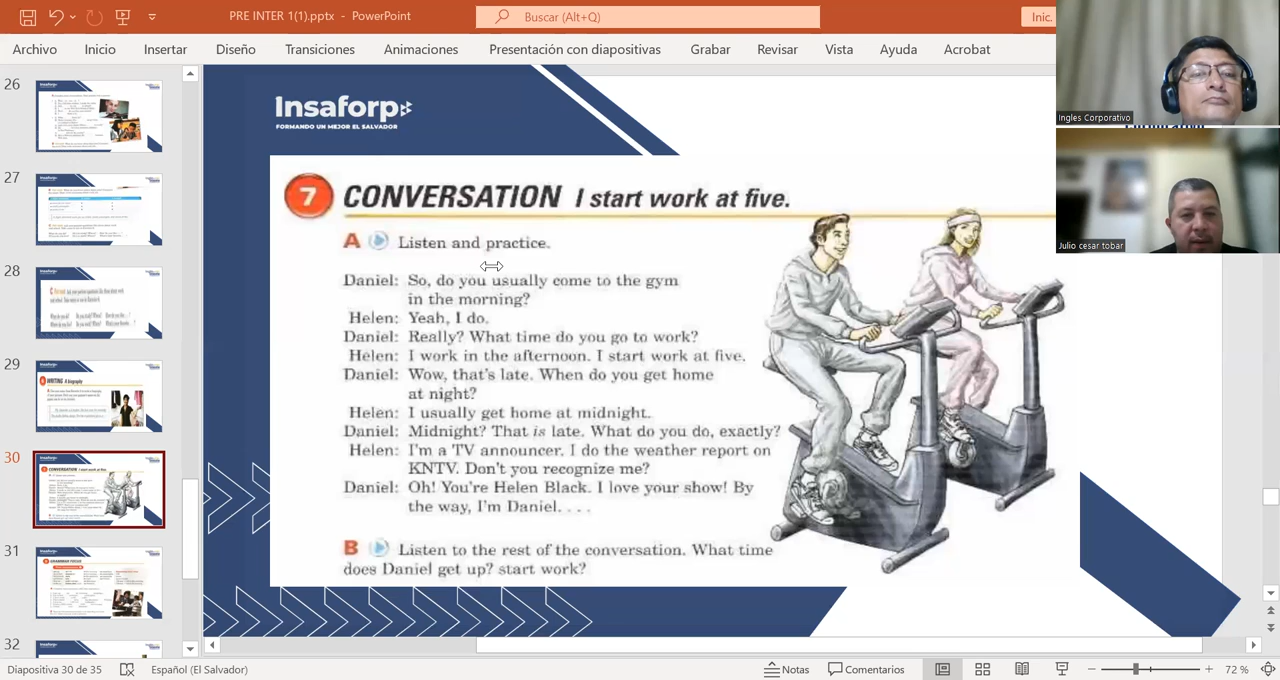 PRE INTER 1(1).pptx - PowerPoint
Buscar (Alt+Q)
Inic.
Archivo Inicio Insertar Diseño Transiciones Animaciones Presentación con diapositivas Grabar Revisar Vista Ayuda Acrobat
Ingles Corporativo
Julio cesar tobar
26
27
28
29
30
31
32
Insaforp
FORMANDO UN MEJOR EL SALVADOR
7 CONVERSATION I start work at five.
A Listen and practice.
Daniel: So, do you usually come to the gym
in the morning?
Helen: Yeah, I do.
Daniel: Really? What time do you go to work?
Helen: I work in the afternoon. I start work at five.
Daniel: Wow, that's late. When do you get home
at night?
Helen: I usually get home at midnight.
Daniel: Midnight? That is late. What do you do, exactly?
Helen: I'm a TV announcer. I do the weather report on
KNTV. Don't you recognize me?
Daniel: Oh! You're Helen Black. I love your show! By
the way, I'm Daniel. . . .
B Listen to the rest of the conversation. What time
does Daniel get up? start work?
Diapositiva 30 de 35 Español (El Salvador) Notas Comentarios 72 %